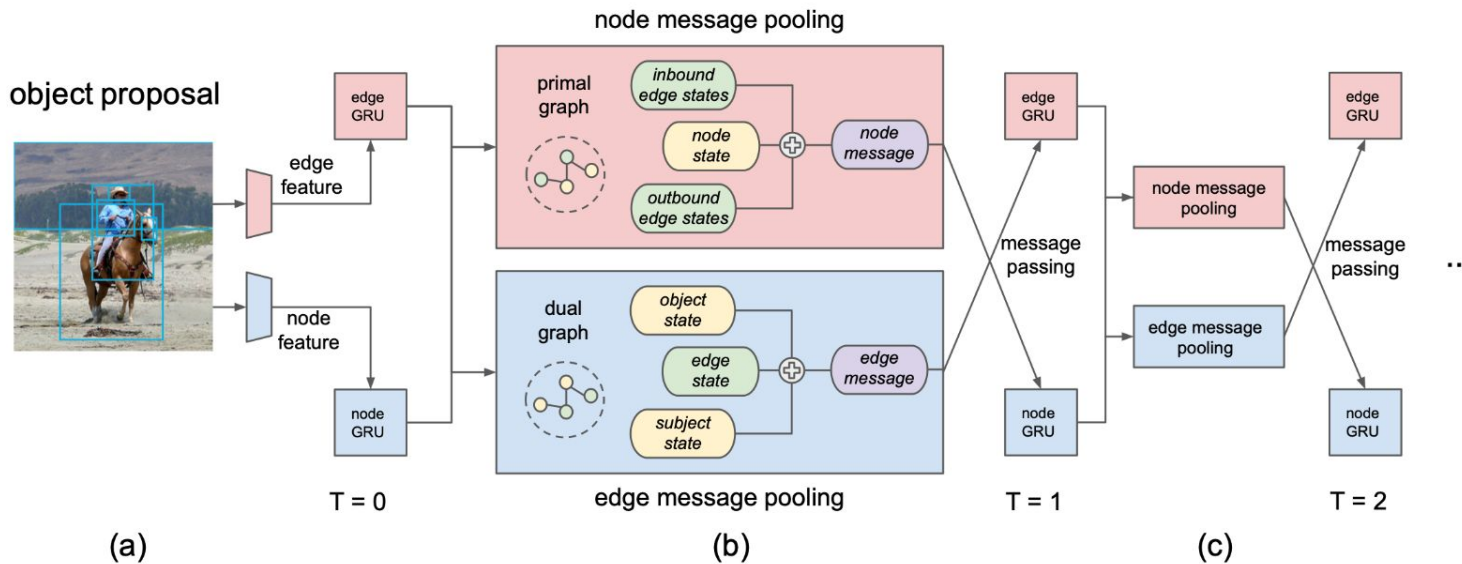 object proposal
edge
feature
node
feature
edge
GRU
node
GRU
T = 0
(a)
node message pooling
primal
graph
inbound
edge states
node
state
outbound
edge states
node
message
dual
graph
object
state
edge
state
subject
state
edge
message
edge message pooling
(b)
message
passing
edge
GRU
node
GRU
T = 1
node message
pooling
edge message
pooling
(c)
message
passing
edge
GRU
node
GRU
T = 2
..